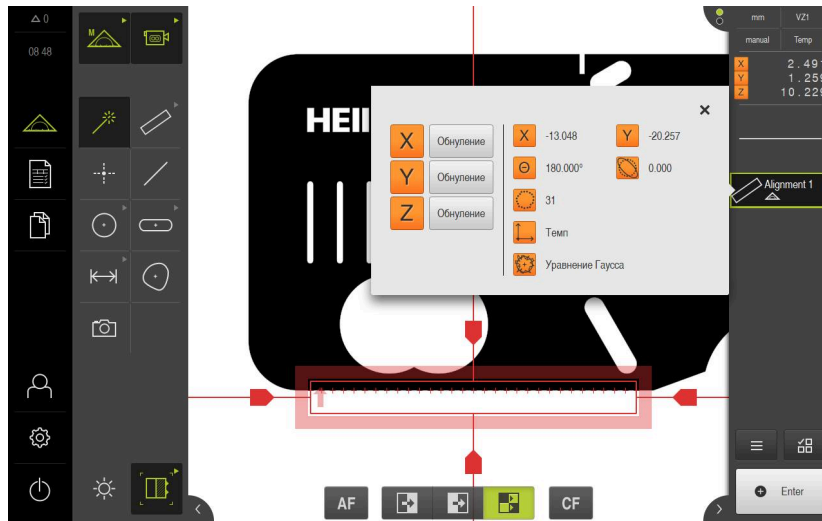 0
08 48
M
HEI
X
Обнуление
Y
Обнуление
Z
Обнуление
X
-13.048
Y
-20.257
Θ
180.000°
0.000
31
Темп
Уравнение Гаусса
mm
VZ1
manual
Temp
X 2.491
Y 1.259
Z 10.229
Alignment 1
AF
CF
Enter